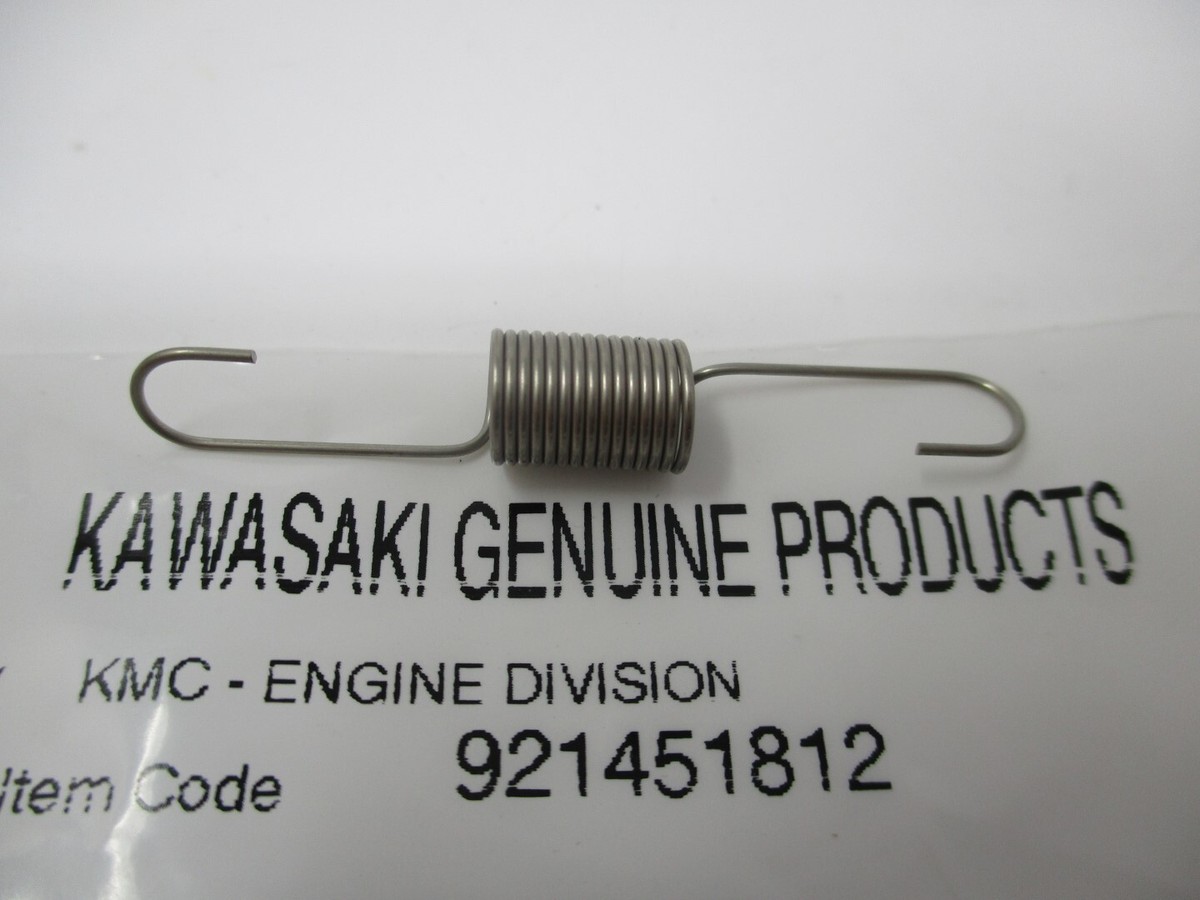 KAWASAKI GENUINE PRODUCTS
KMC - ENGINE DIVISION
Item Code 921451812